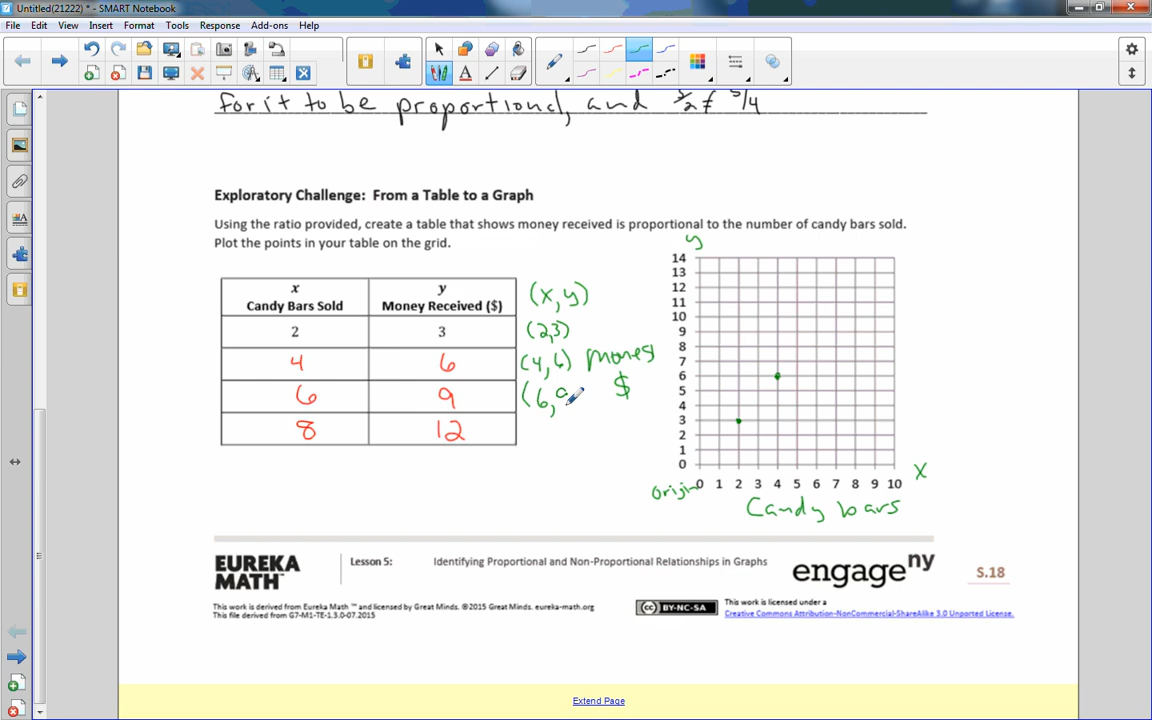 Untitled(21222) * - SMART Notebook
File Edit View Insert Format Tools Response Add-ons Help
for it to be proportional, and 3/2 ≠ 5/4
Exploratory Challenge: From a Table to a Graph
Using the ratio provided, create a table that shows money received is proportional to the number of candy bars sold.
Plot the points in your table on the grid.
x y (x,y)
Candy Bars Sold Money Received ($)
2 3 (2,3)
4 6 (4,6)
6 9 (6,9
8 12
money
$
y
14
13
12
11
10
9
8
7
6
5
4
3
2
1
0
origin 0 1 2 3 4 5 6 7 8 9 10 x
Candy bars
EUREKA MATH™
Lesson 5: Identifying Proportional and Non-Proportional Relationships in Graphs
engage ny
S.18
This work is derived from Eureka Math ™ and licensed by Great Minds. ©2015 Great Minds. eureka-math.org
This file derived from G7-M1-TE-1.3.0-07.2015
(cc) BY-NC-SA
This work is licensed under a
Creative Commons Attribution-NonCommercial-ShareAlike 3.0 Unported License.
Extend Page